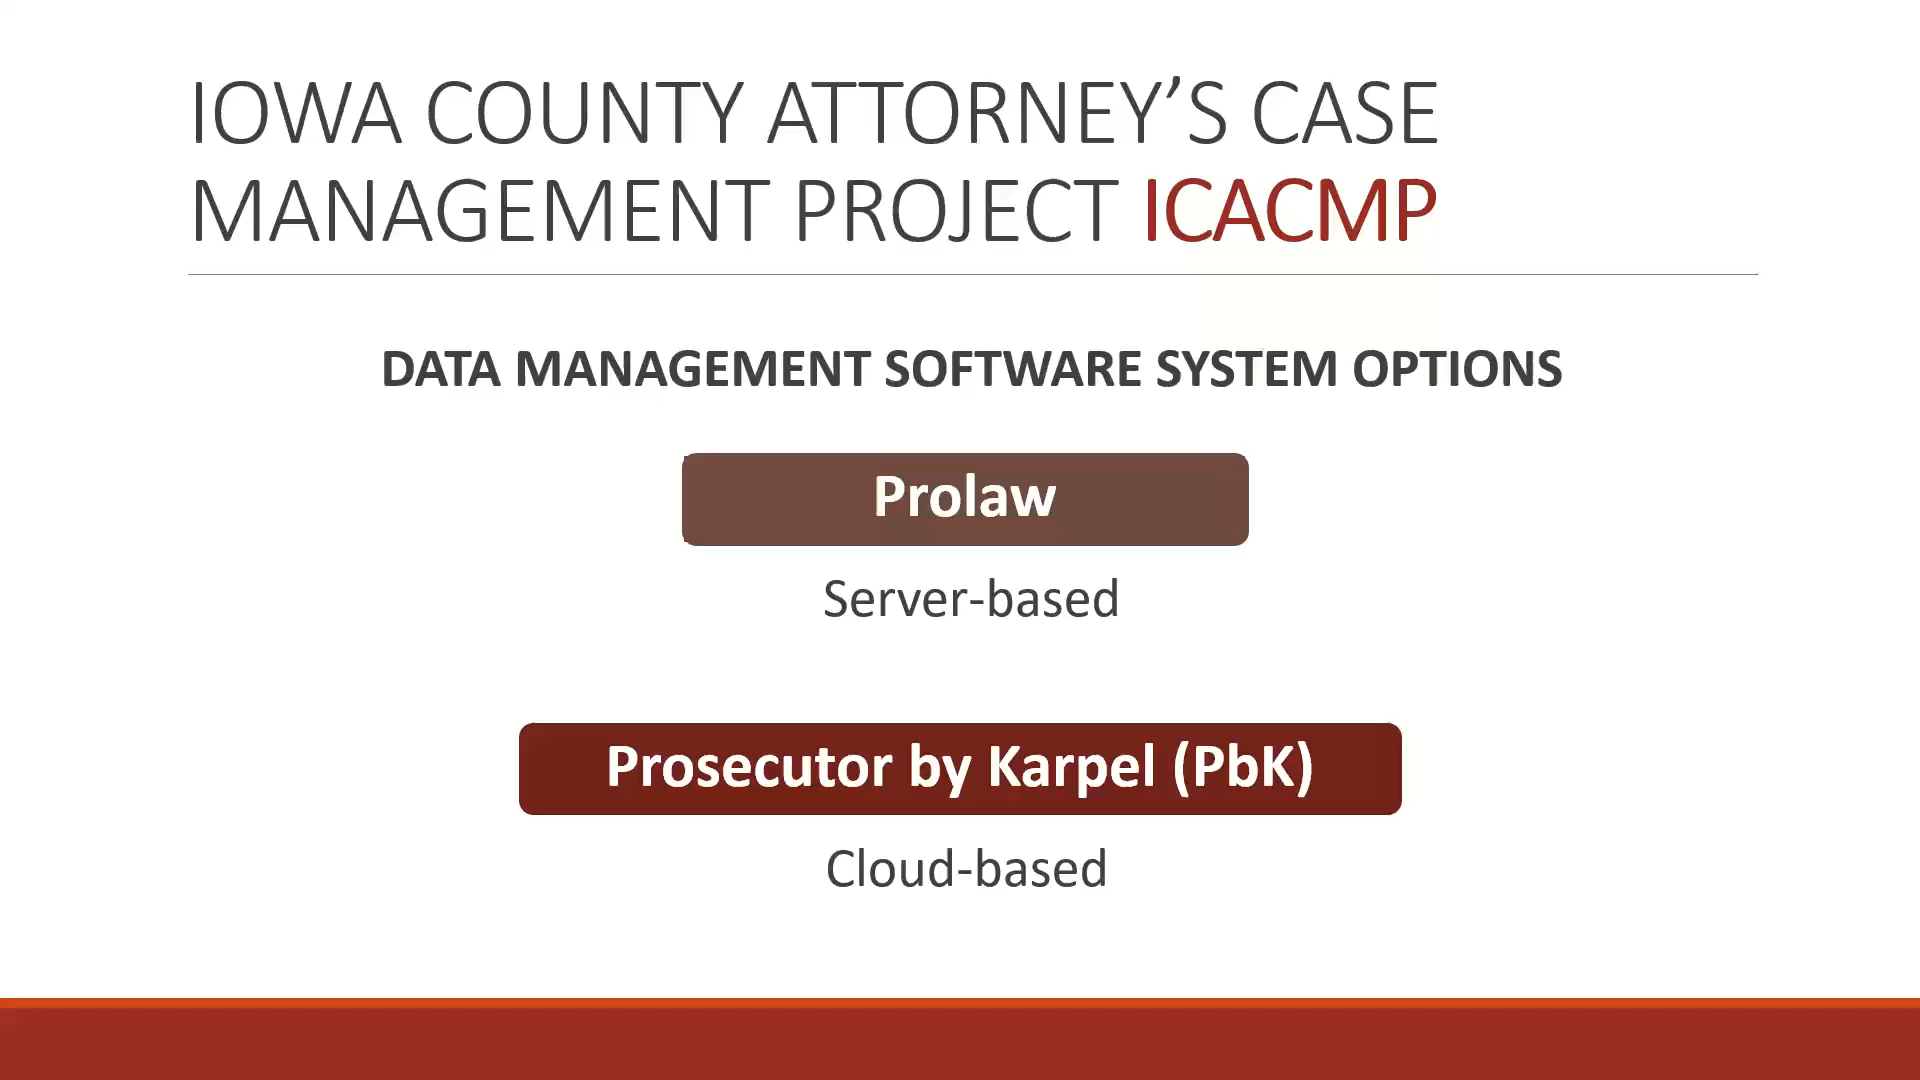 IOWA COUNTY ATTORNEY’S CASE
MANAGEMENT PROJECT ICACMP
DATA MANAGEMENT SOFTWARE SYSTEM OPTIONS
Prolaw
Server-based
Prosecutor by Karpel (PbK)
Cloud-based